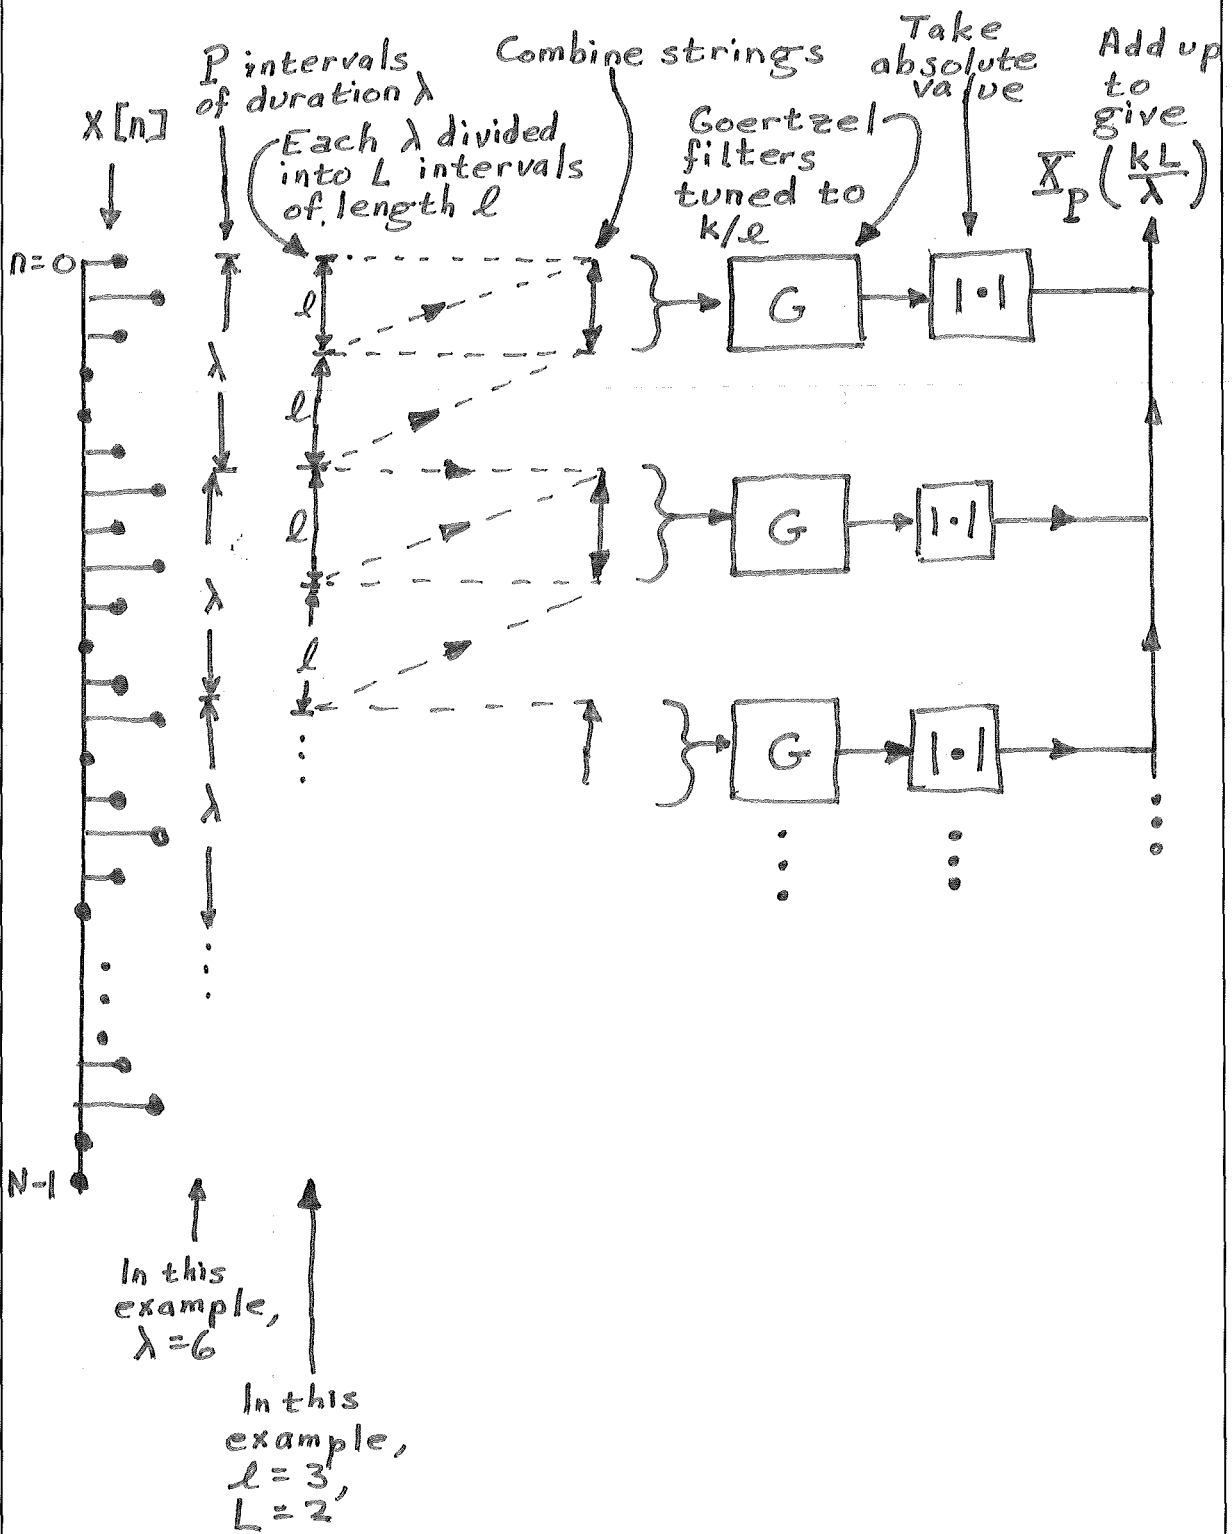 x[n]
P intervals
of duration λ
Each λ divided
into L intervals
of length ℓ
Combine strings
Goertzel
filters
tuned to
k/ℓ
Take
absolute
value
Add up
to
give
X_p(kL/λ)
n=0
λ
λ
λ
ℓ
ℓ
ℓ
ℓ
G
|•|
G
|•|
G
|•|
N-1
In this
example,
λ=6
In this
example,
ℓ=3,
L=2